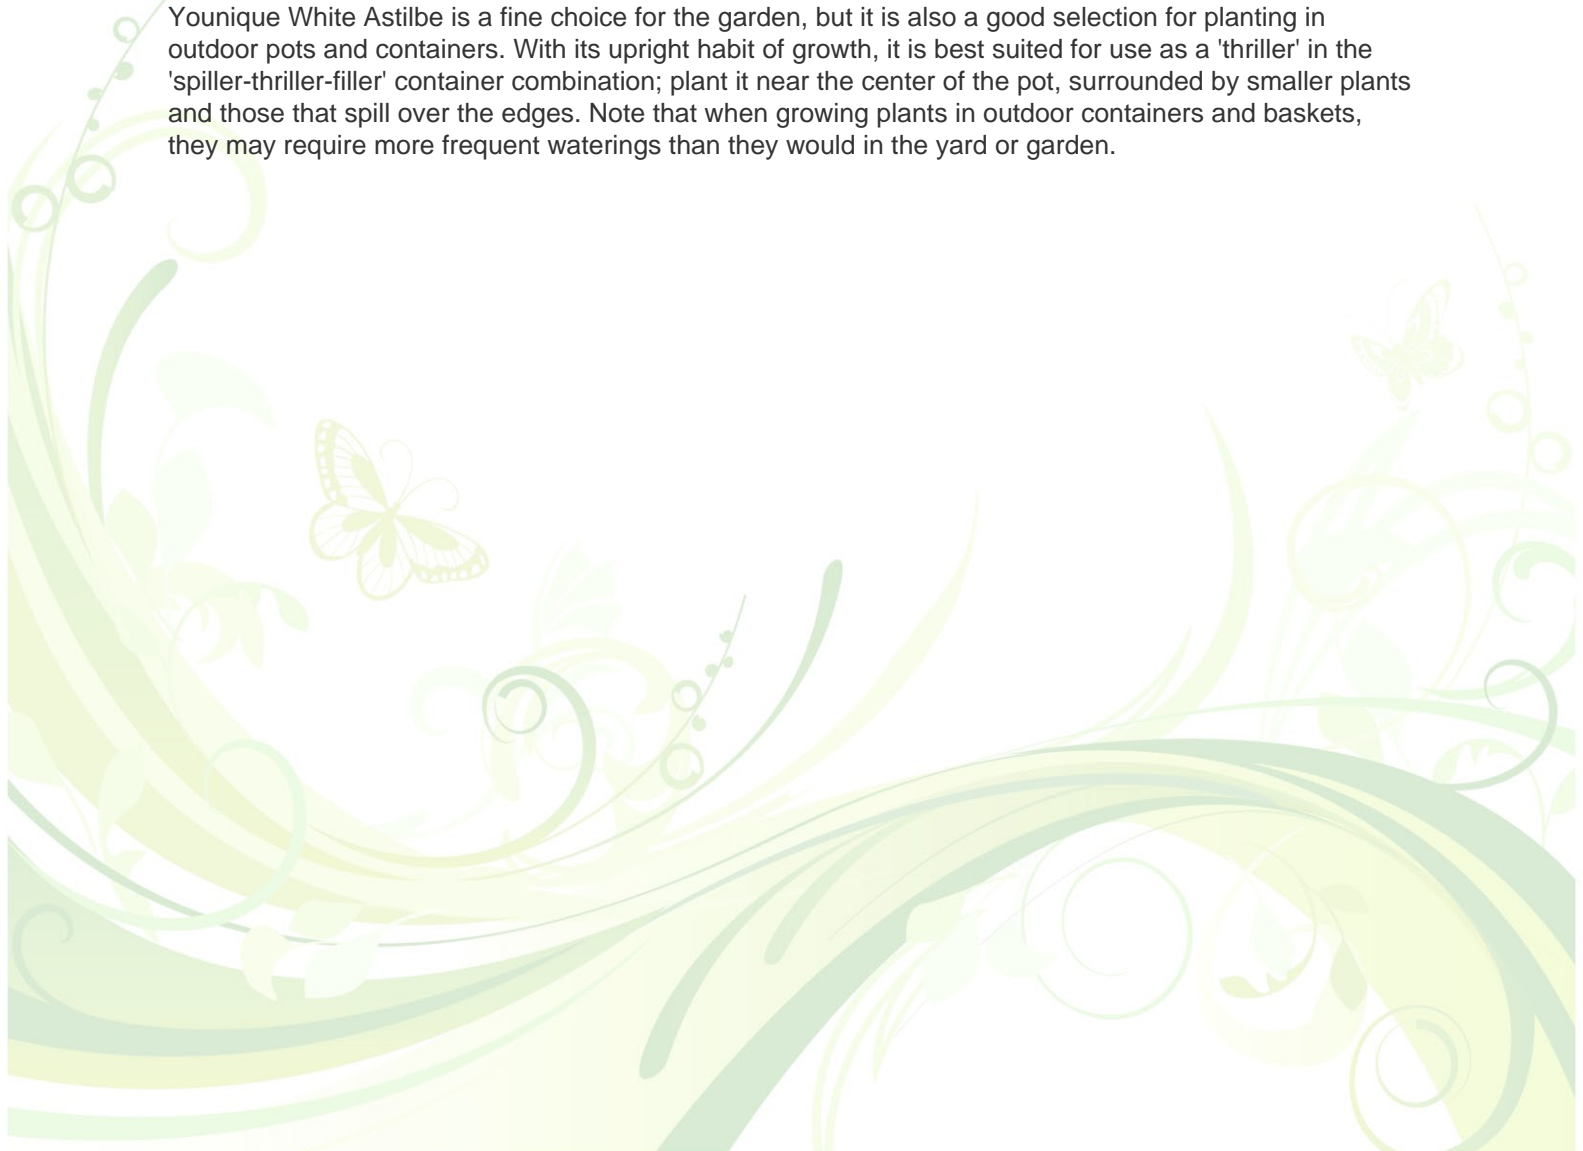 Younique White Astilbe is a fine choice for the garden, but it is also a good selection for planting in
outdoor pots and containers. With its upright habit of growth, it is best suited for use as a 'thriller' in the
'spiller-thriller-filler' container combination; plant it near the center of the pot, surrounded by smaller plants
and those that spill over the edges. Note that when growing plants in outdoor containers and baskets,
they may require more frequent waterings than they would in the yard or garden.